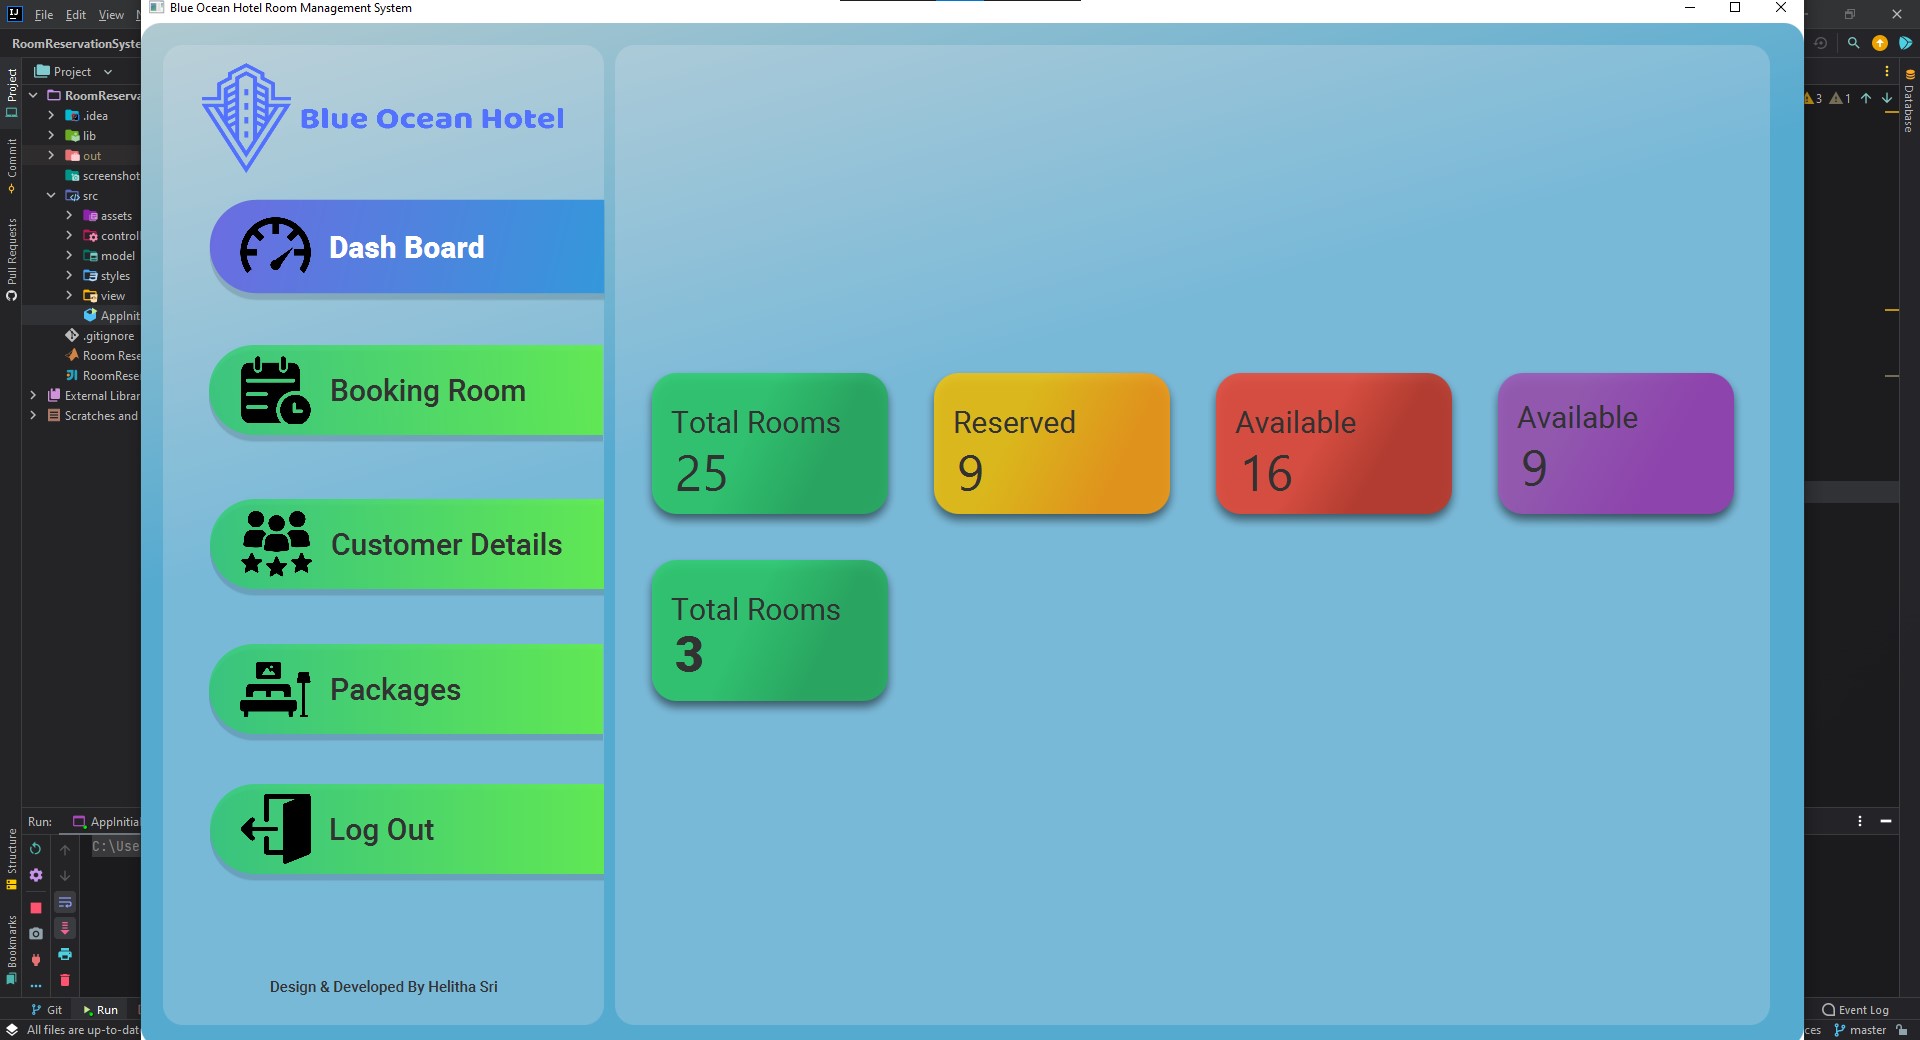 Blue Ocean Hotel Room Management System
File Edit View
RoomReservationSyste
Project
RoomReserva
.idea
lib
out
screenshot
src
assets
control
model
styles
view
AppInit
.gitignore
Room Rese
RoomReser
External Librar
Scratches and
Project
Commit
Pull Requests
Structure
Bookmarks
Database
3 1
Blue Ocean Hotel
Dash Board
Booking Room
Customer Details
Packages
Log Out
Design & Developed By Helitha Sri
Total Rooms
25
Reserved
9
Available
16
Available
9
Total Rooms
3
Run: AppInitia
C:\Use
Git Run
Event Log
All files are up-to-dat
ces master